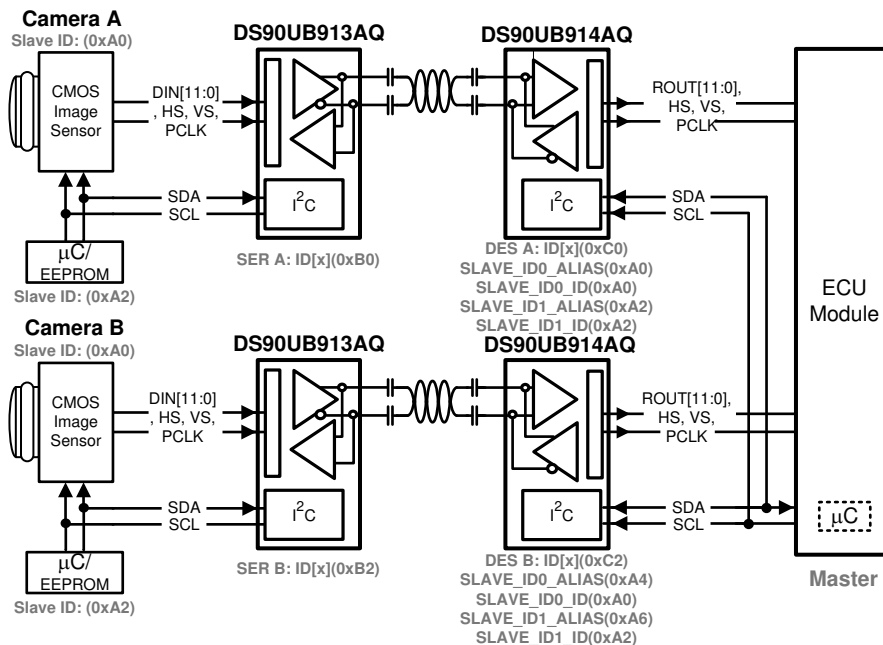 Camera A
Slave ID: (0xA0)
CMOS
Image
Sensor
DIN[11:0]
, HS, VS,
PCLK
DS90UB913AQ
DS90UB914AQ
ROUT[11:0],
HS, VS,
PCLK
SDA
SCL
I²C
I²C
SDA
SCL
µC/
EEPROM
Slave ID: (0xA2)
SER A: ID[x](0xB0)
DES A: ID[x](0xC0)
SLAVE_ID0_ALIAS(0xA0)
SLAVE_ID0_ID(0xA0)
SLAVE_ID1_ALIAS(0xA2)
SLAVE_ID1_ID(0xA2)
ECU
Module
Camera B
Slave ID: (0xA0)
CMOS
Image
Sensor
DIN[11:0]
, HS, VS,
PCLK
DS90UB913AQ
DS90UB914AQ
ROUT[11:0],
HS, VS,
PCLK
SDA
SCL
I²C
I²C
SDA
SCL
µC
µC/
EEPROM
Slave ID: (0xA2)
SER B: ID[x](0xB2)
DES B: ID[x](0xC2)
SLAVE_ID0_ALIAS(0xA4)
SLAVE_ID0_ID(0xA0)
SLAVE_ID1_ALIAS(0xA6)
SLAVE_ID1_ID(0xA2)
Master